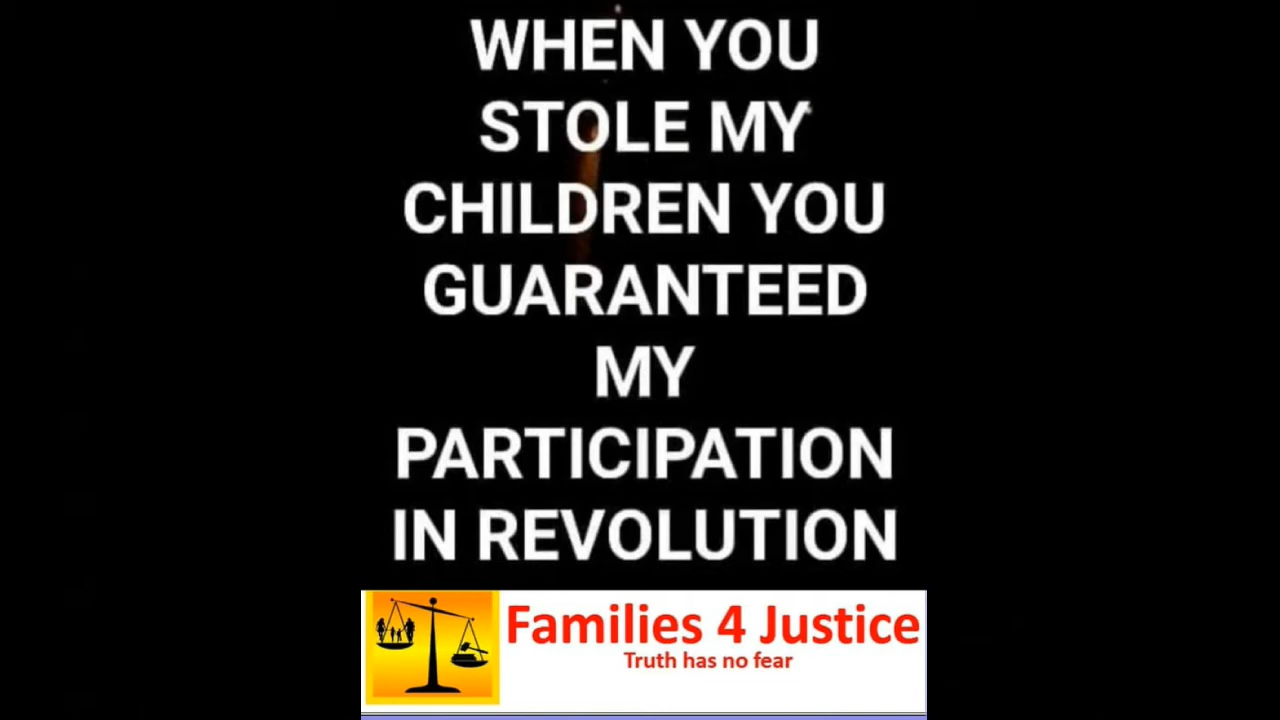 WHEN YOU
STOLE MY
CHILDREN YOU
GUARANTEED
MY
PARTICIPATION
IN REVOLUTION
Families 4 Justice
Truth has no fear